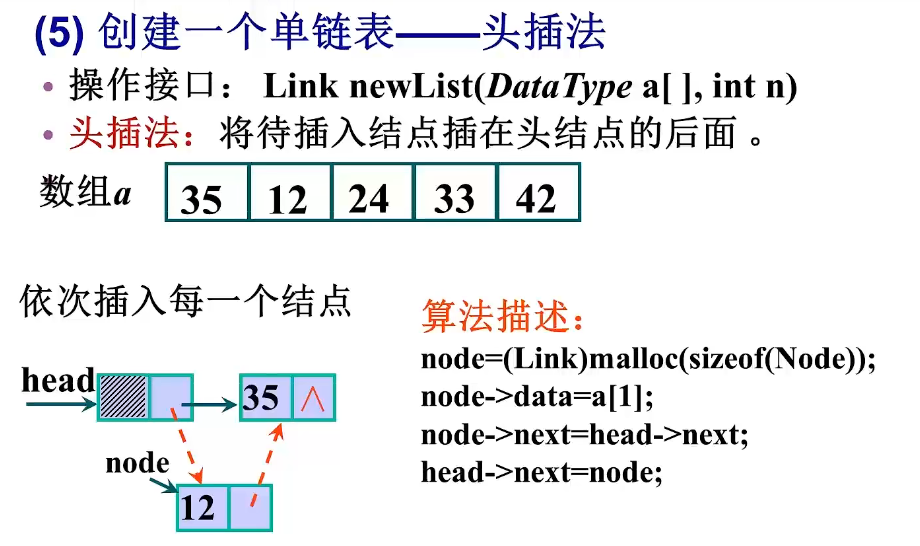 (5) 创建一个单链表——头插法
• 操作接口： Link newList(DataType a[ ], int n)
• 头插法：将待插入结点插在头结点的后面 。
数组a 35 12 24 33 42
依次插入每一个结点
算法描述：
node=(Link)malloc(sizeof(Node));
node->data=a[1];
node->next=head->next;
head->next=node;
head 35 ∧
node
12